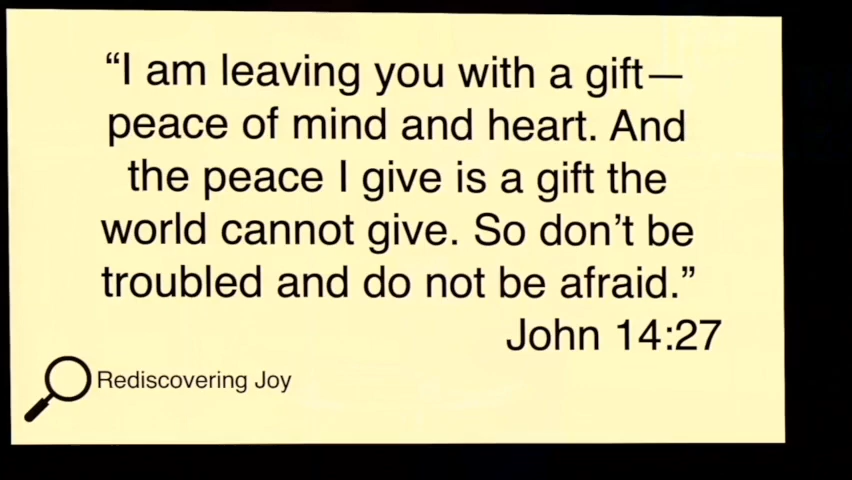 “I am leaving you with a gift—
peace of mind and heart. And
the peace I give is a gift the
world cannot give. So don’t be
troubled and do not be afraid.”
John 14:27
Rediscovering Joy